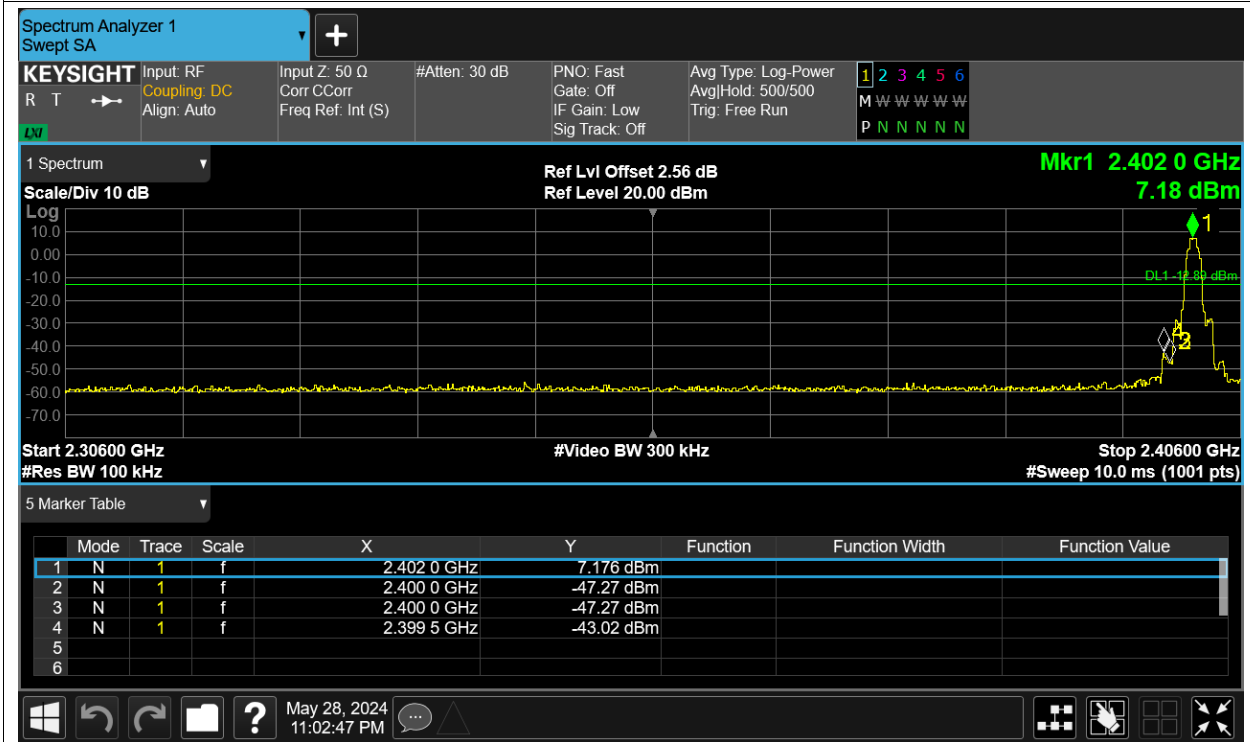 Spectrum Analyzer 1
Swept SA
+
KEYSIGHT Input: RF Input Z: 50 Ω #Atten: 30 dB PNO: Fast Avg Type: Log-Power 1 2 3 4 5 6
R T Coupling: DC Corr CCorr Gate: Off Avg|Hold: 500/500 M W W W W W
Align: Auto Freq Ref: Int (S) IF Gain: Low Trig: Free Run
LXI Sig Track: Off P N N N N N
1 Spectrum Ref Lvl Offset 2.56 dB Mkr1 2.402 0 GHz
Scale/Div 10 dB Ref Level 20.00 dBm 7.18 dBm
Log
1
10.0
0.00
-10.0
DL1 -12.89 dBm
-20.0
-30.0
-40.0
-50.0
-60.0
-70.0
Start 2.30600 GHz #Video BW 300 kHz Stop 2.40600 GHz
#Res BW 100 kHz #Sweep 10.0 ms (1001 pts)
5 Marker Table
Mode Trace Scale X Y Function Function Width Function Value
1 N 1 f 2.402 0 GHz 7.176 dBm
2 N 1 f 2.400 0 GHz -47.27 dBm
3 N 1 f 2.400 0 GHz -47.27 dBm
4 N 1 f 2.399 5 GHz -43.02 dBm
5
6
? May 28, 2024
11:02:47 PM